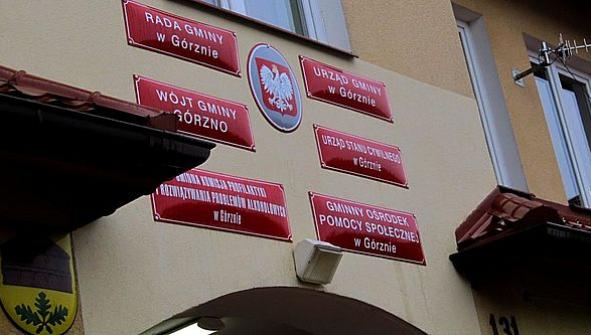 RADA GMINY
w Górznie
URZĄD GMINY
w Górznie
WÓJT GMINY
GÓRZNO
URZĄD STANU CYWILNEGO
w Górznie
GMINNA KOMISJA PROFILAKTYKI
I ROZWIĄZYWANIA PROBLEMÓW ALKOHOLOWYCH
w Górznie
GMINNY OŚRODEK
POMOCY SPOŁECZNEJ
w Górznie
131